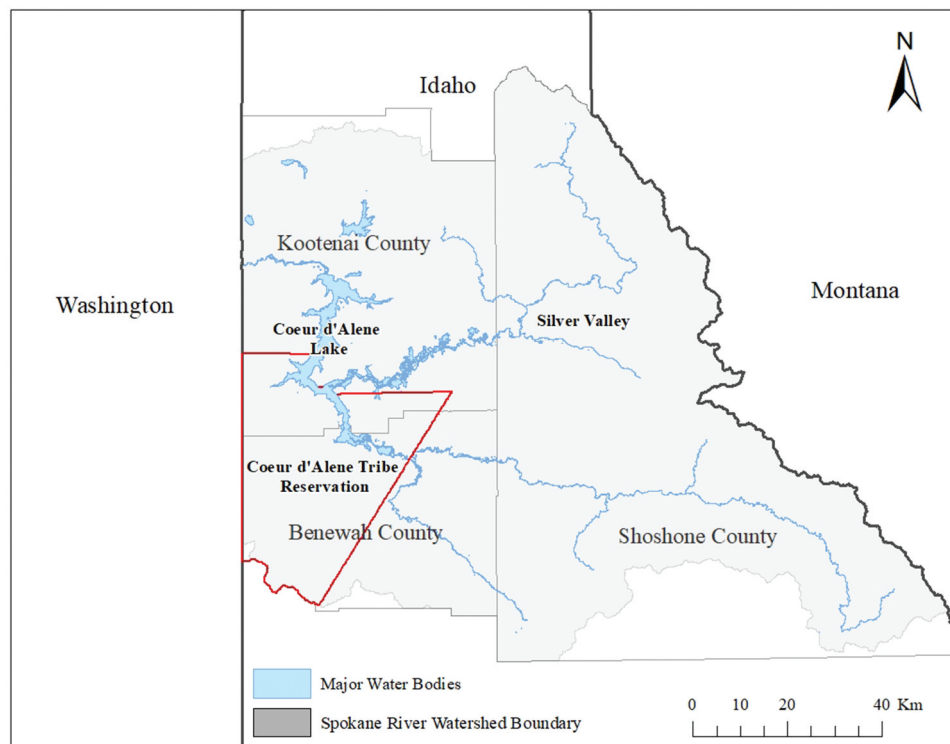 N
Idaho
Kootenai County
Washington
Montana
Coeur d'Alene
Lake
Silver Valley
Coeur d'Alene Tribe
Reservation
Benewah County
Shoshone County
Major Water Bodies
Spokane River Watershed Boundary
0 10 20 40 Km